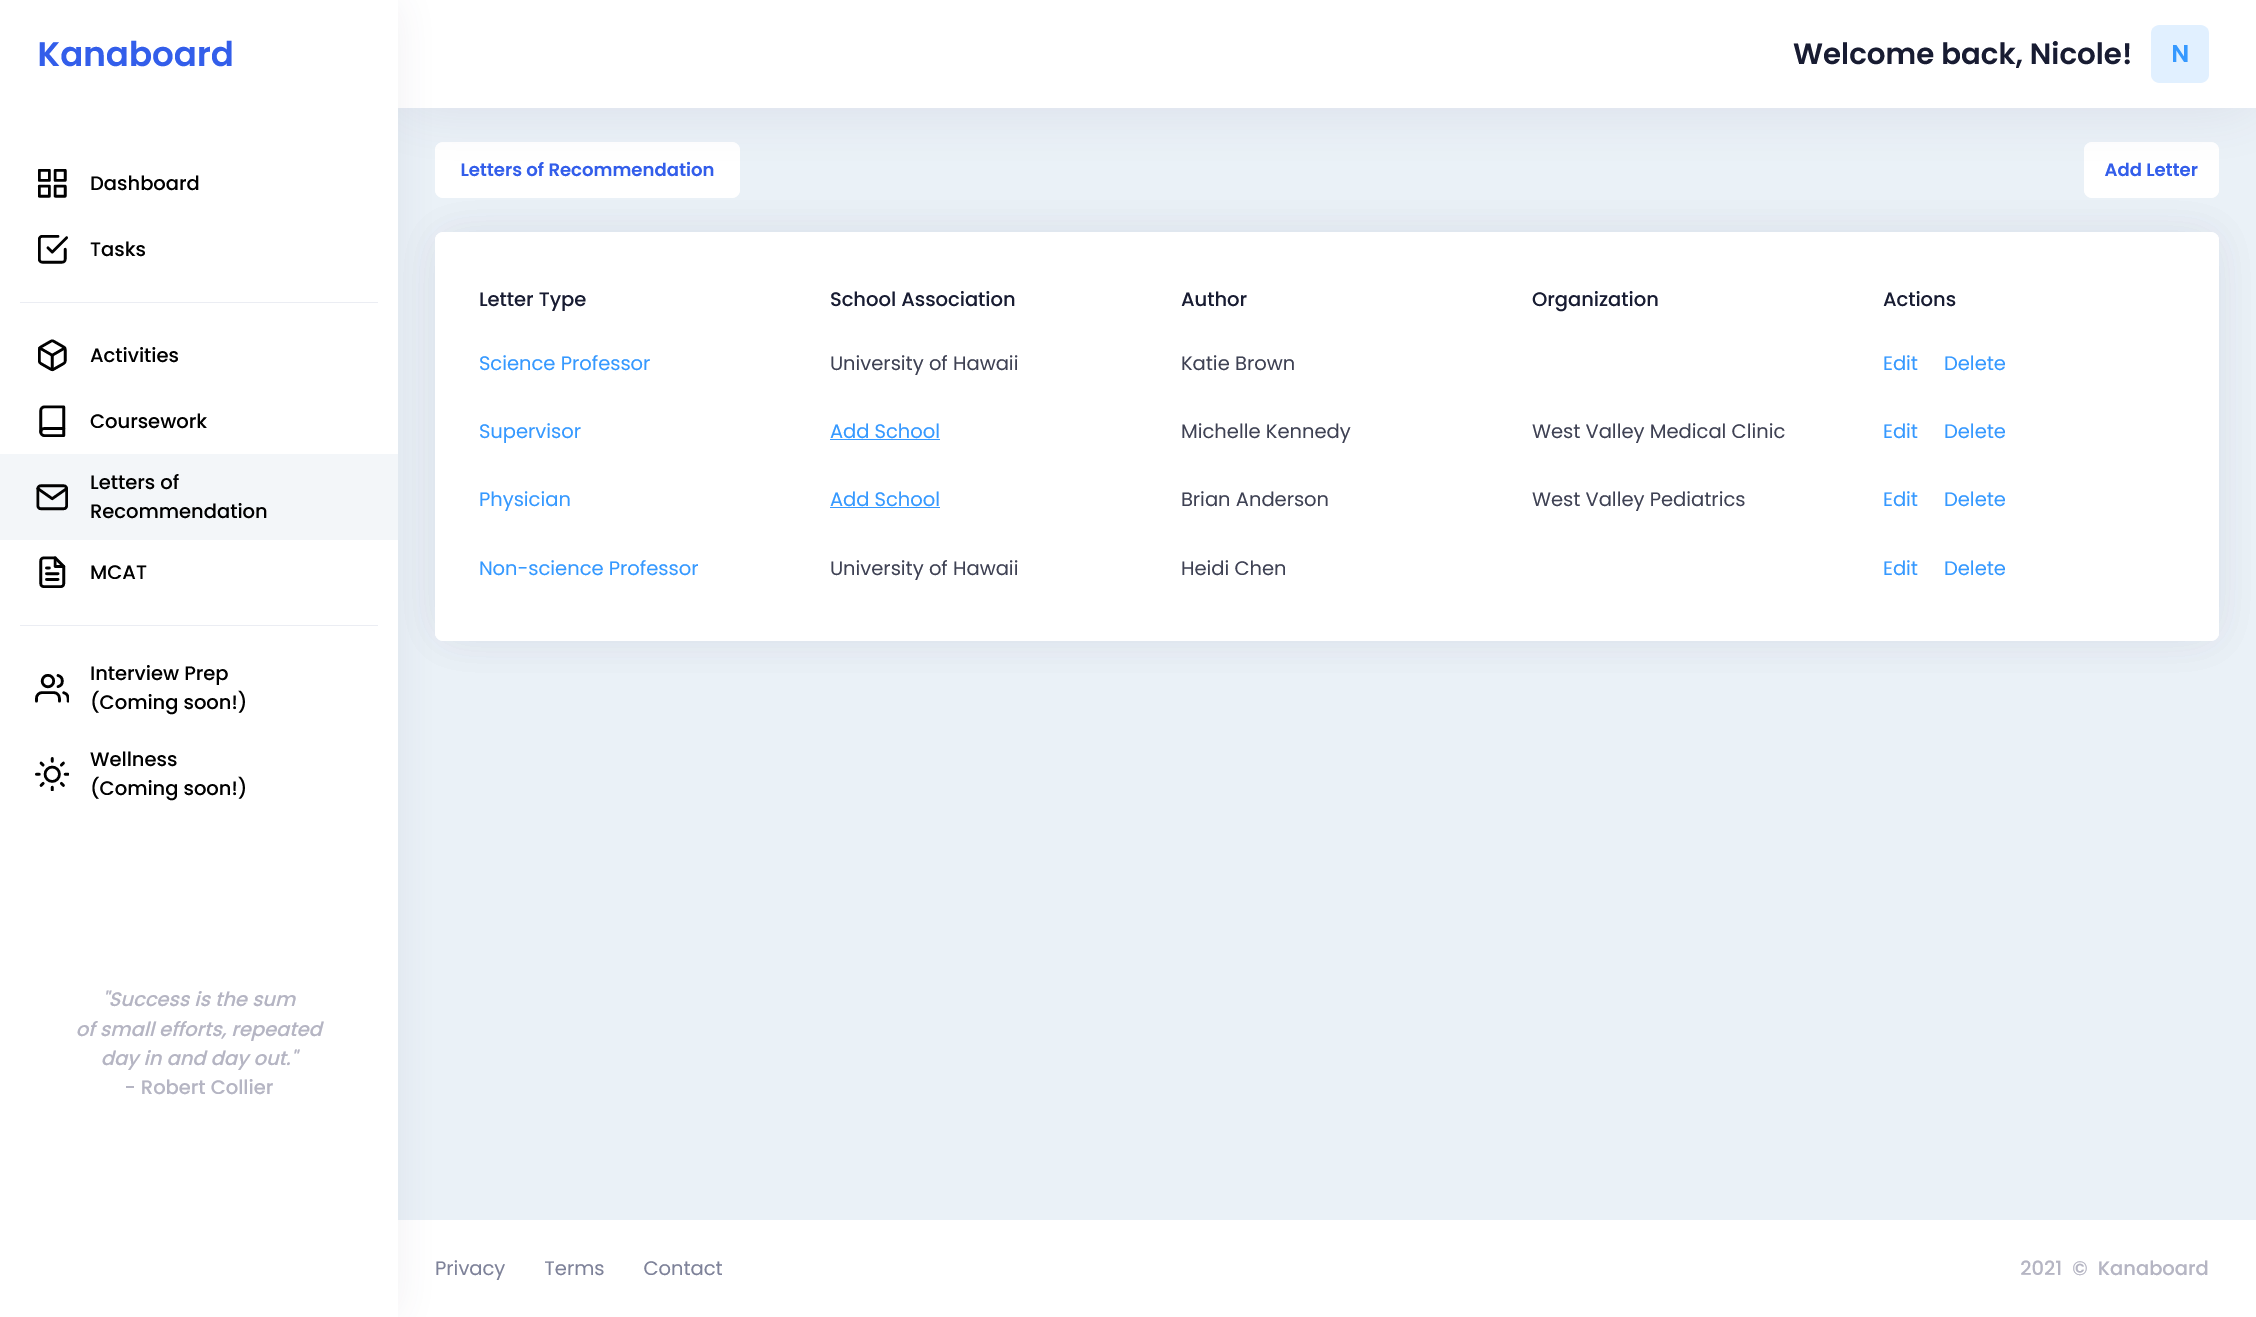 Kanaboard
Welcome back, Nicole!
N
Dashboard
Tasks
Activities
Coursework
Letters of
Recommendation
MCAT
Interview Prep
(Coming soon!)
Wellness
(Coming soon!)
"Success is the sum
of small efforts, repeated
day in and day out."
- Robert Collier
Letters of Recommendation
Add Letter
Letter Type School Association Author Organization Actions
Science Professor University of Hawaii Katie Brown Edit Delete
Supervisor Add School Michelle Kennedy West Valley Medical Clinic Edit Delete
Physician Add School Brian Anderson West Valley Pediatrics Edit Delete
Non-science Professor University of Hawaii Heidi Chen Edit Delete
Privacy Terms Contact
2021 © Kanaboard